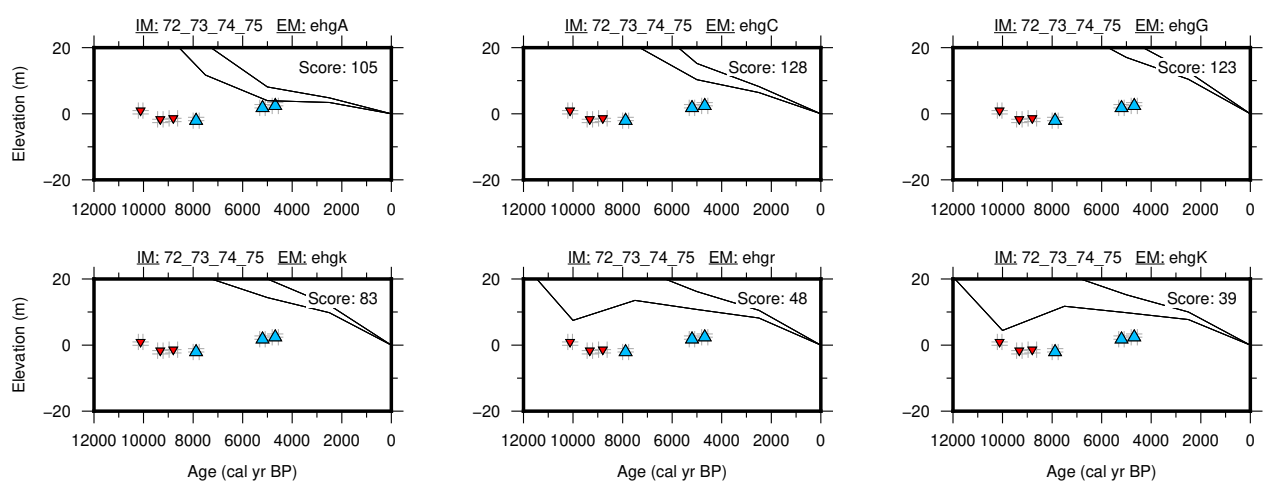 IM: 72_73_74_75 EM: ehgA
IM: 72_73_74_75 EM: ehgC
IM: 72_73_74_75 EM: ehgG
20
0
−20
Elevation (m)
Score: 105
12000 10000 8000 6000 4000 2000 0
20
0
−20
Score: 128
12000 10000 8000 6000 4000 2000 0
20
0
−20
Score: 123
12000 10000 8000 6000 4000 2000 0
IM: 72_73_74_75 EM: ehgk
IM: 72_73_74_75 EM: ehgr
IM: 72_73_74_75 EM: ehgK
20
0
−20
Elevation (m)
Score: 83
12000 10000 8000 6000 4000 2000 0
Age (cal yr BP)
20
0
−20
Score: 48
12000 10000 8000 6000 4000 2000 0
Age (cal yr BP)
20
0
−20
Score: 39
12000 10000 8000 6000 4000 2000 0
Age (cal yr BP)